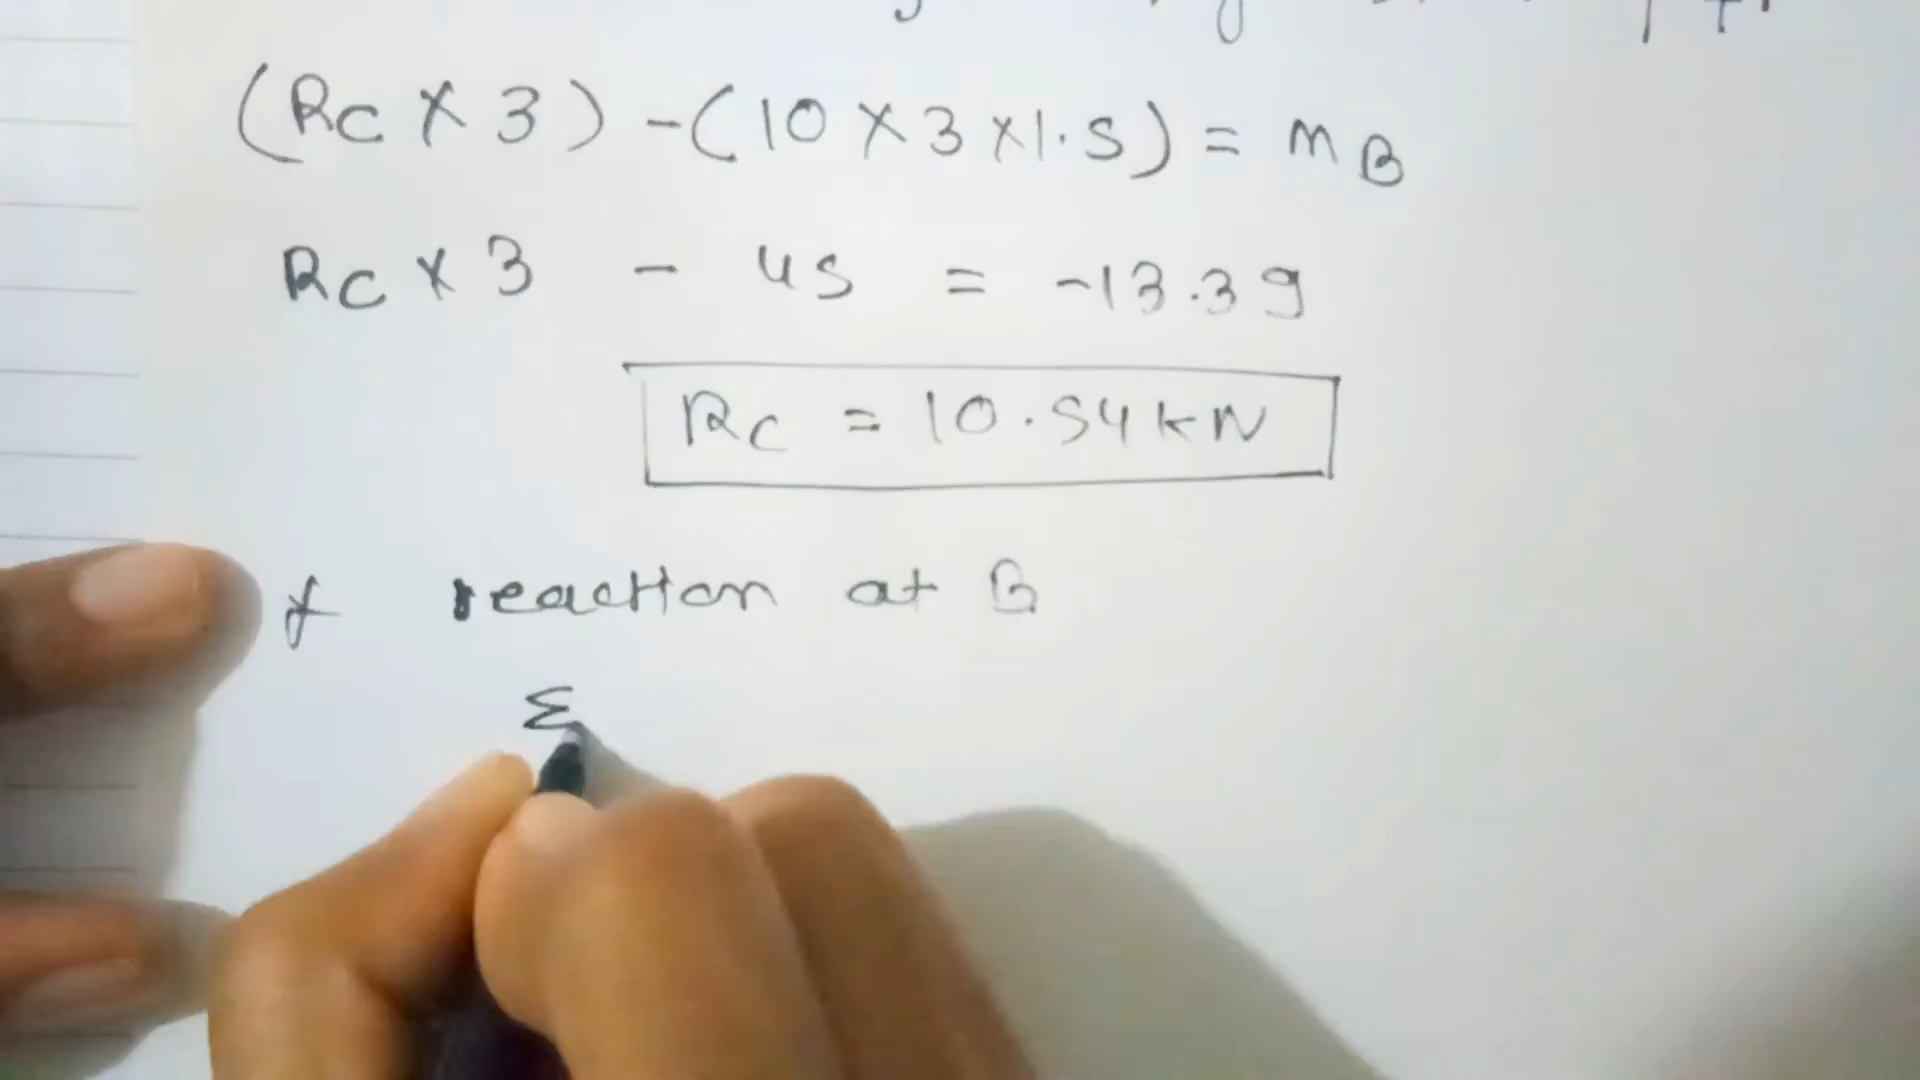 (Rc × 3) - (10 × 3 × 1.5) = mB
Rc × 3 - 45 = -13.39
Rc = 10.54 kN
* reaction at B
Σ